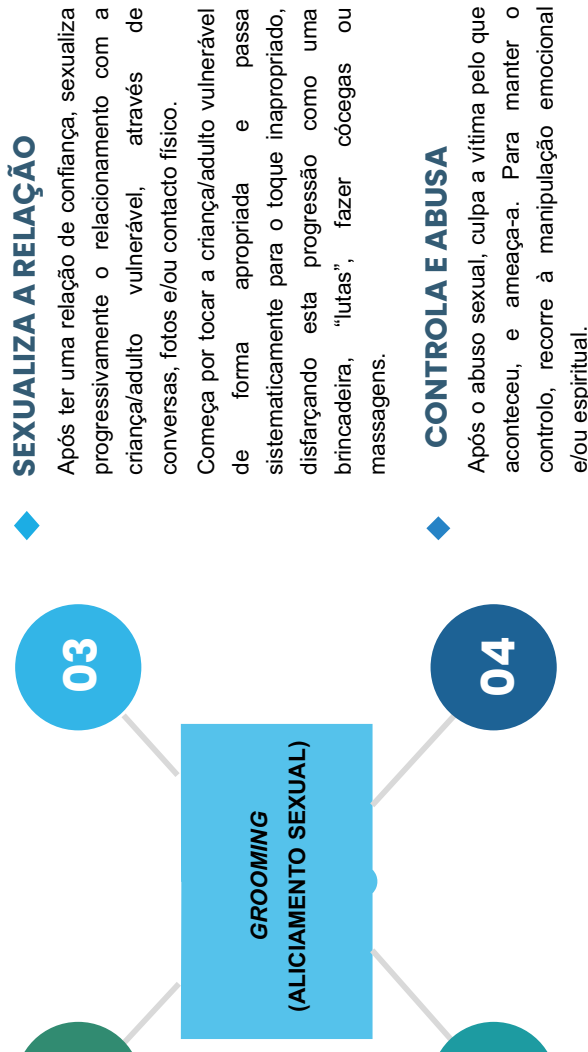 GROOMING
(ALICIAMENTO SEXUAL)
03
SEXUALIZA A RELAÇÃO
Após ter uma relação de confiança, sexualiza
progressivamente o relacionamento com a
criança/adulto vulnerável, através de
conversas, fotos e/ou contacto físico.
Começa por tocar a criança/adulto vulnerável
de forma apropriada e passa
sistematicamente para o toque inapropriado,
disfarçando esta progressão como uma
brincadeira, “lutas”, fazer cócegas ou
massagens.
04
CONTROLA E ABUSA
Após o abuso sexual, culpa a vítima pelo que
aconteceu, e ameaça-a. Para manter o
controlo, recorre à manipulação emocional
e/ou espiritual.